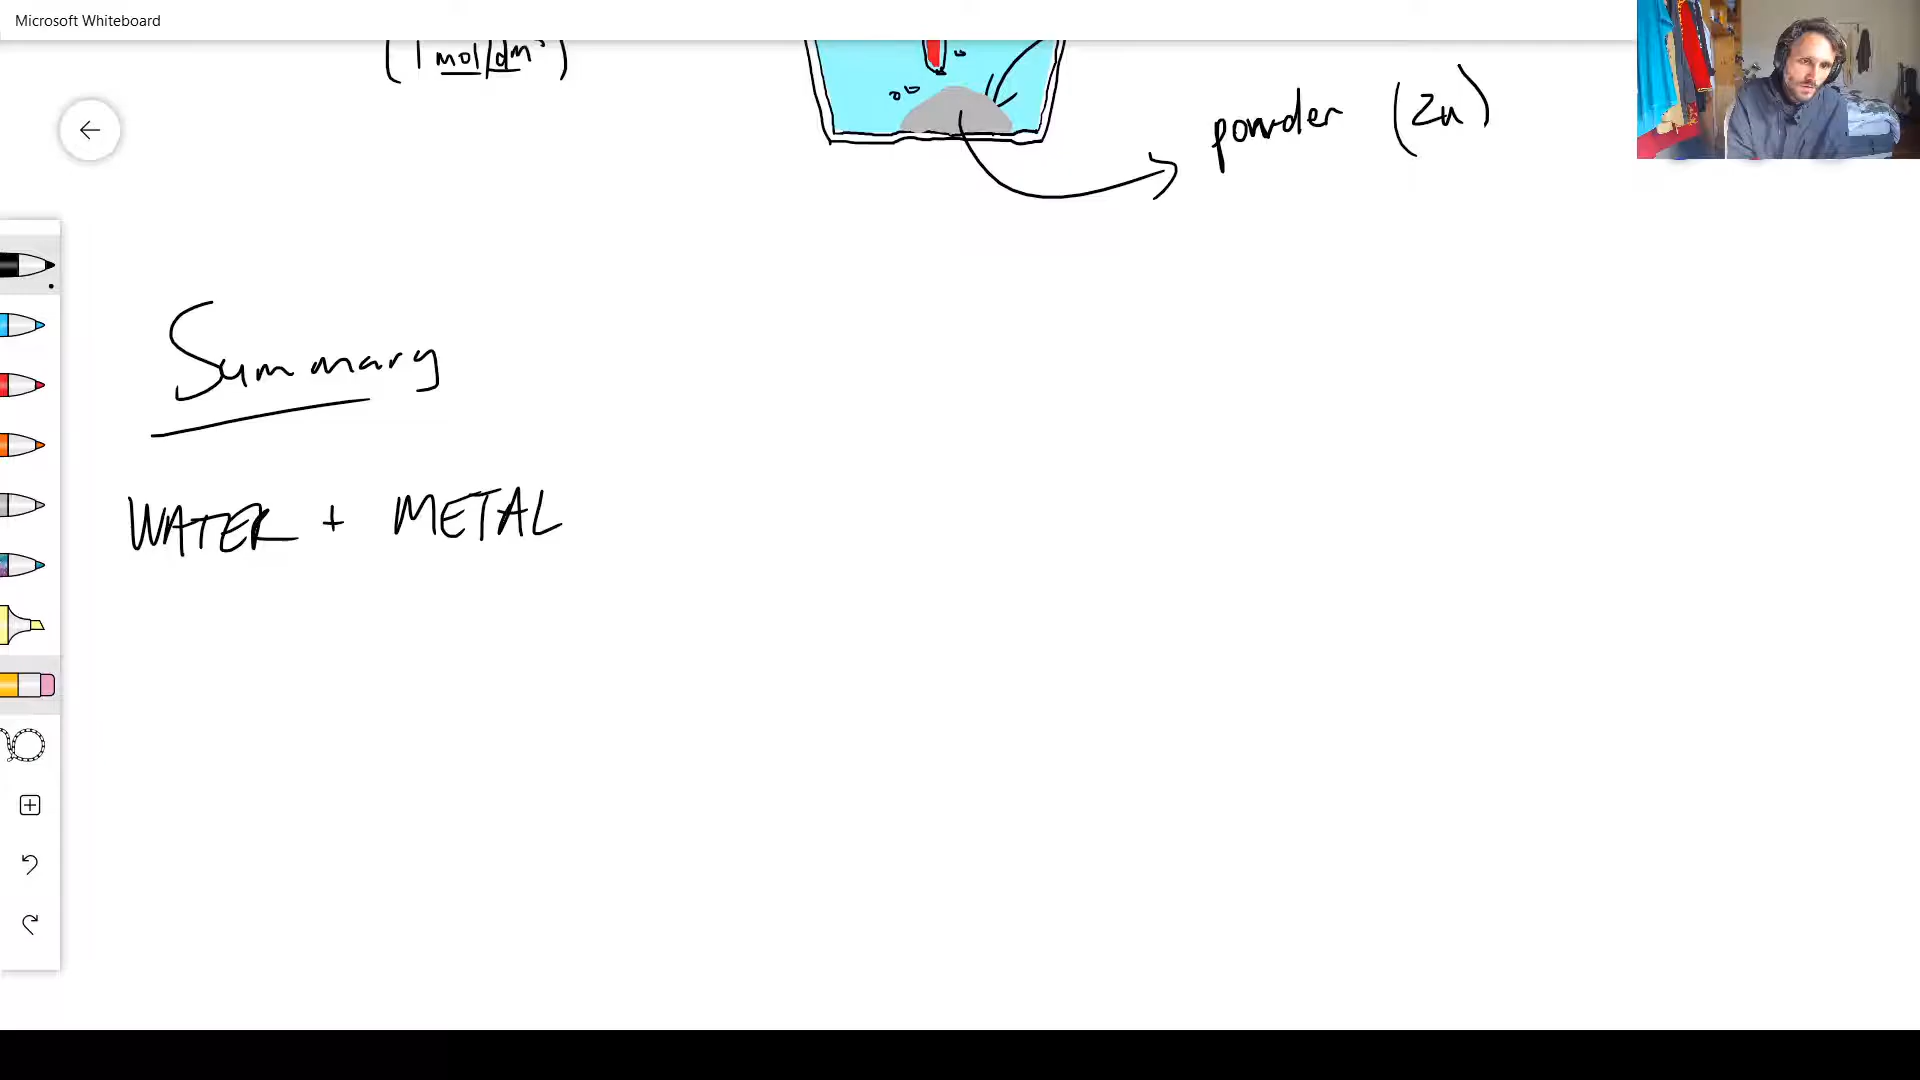 Microsoft Whiteboard
(1 mol/dm³)
powder (Zn)
Summary
WATER + METAL